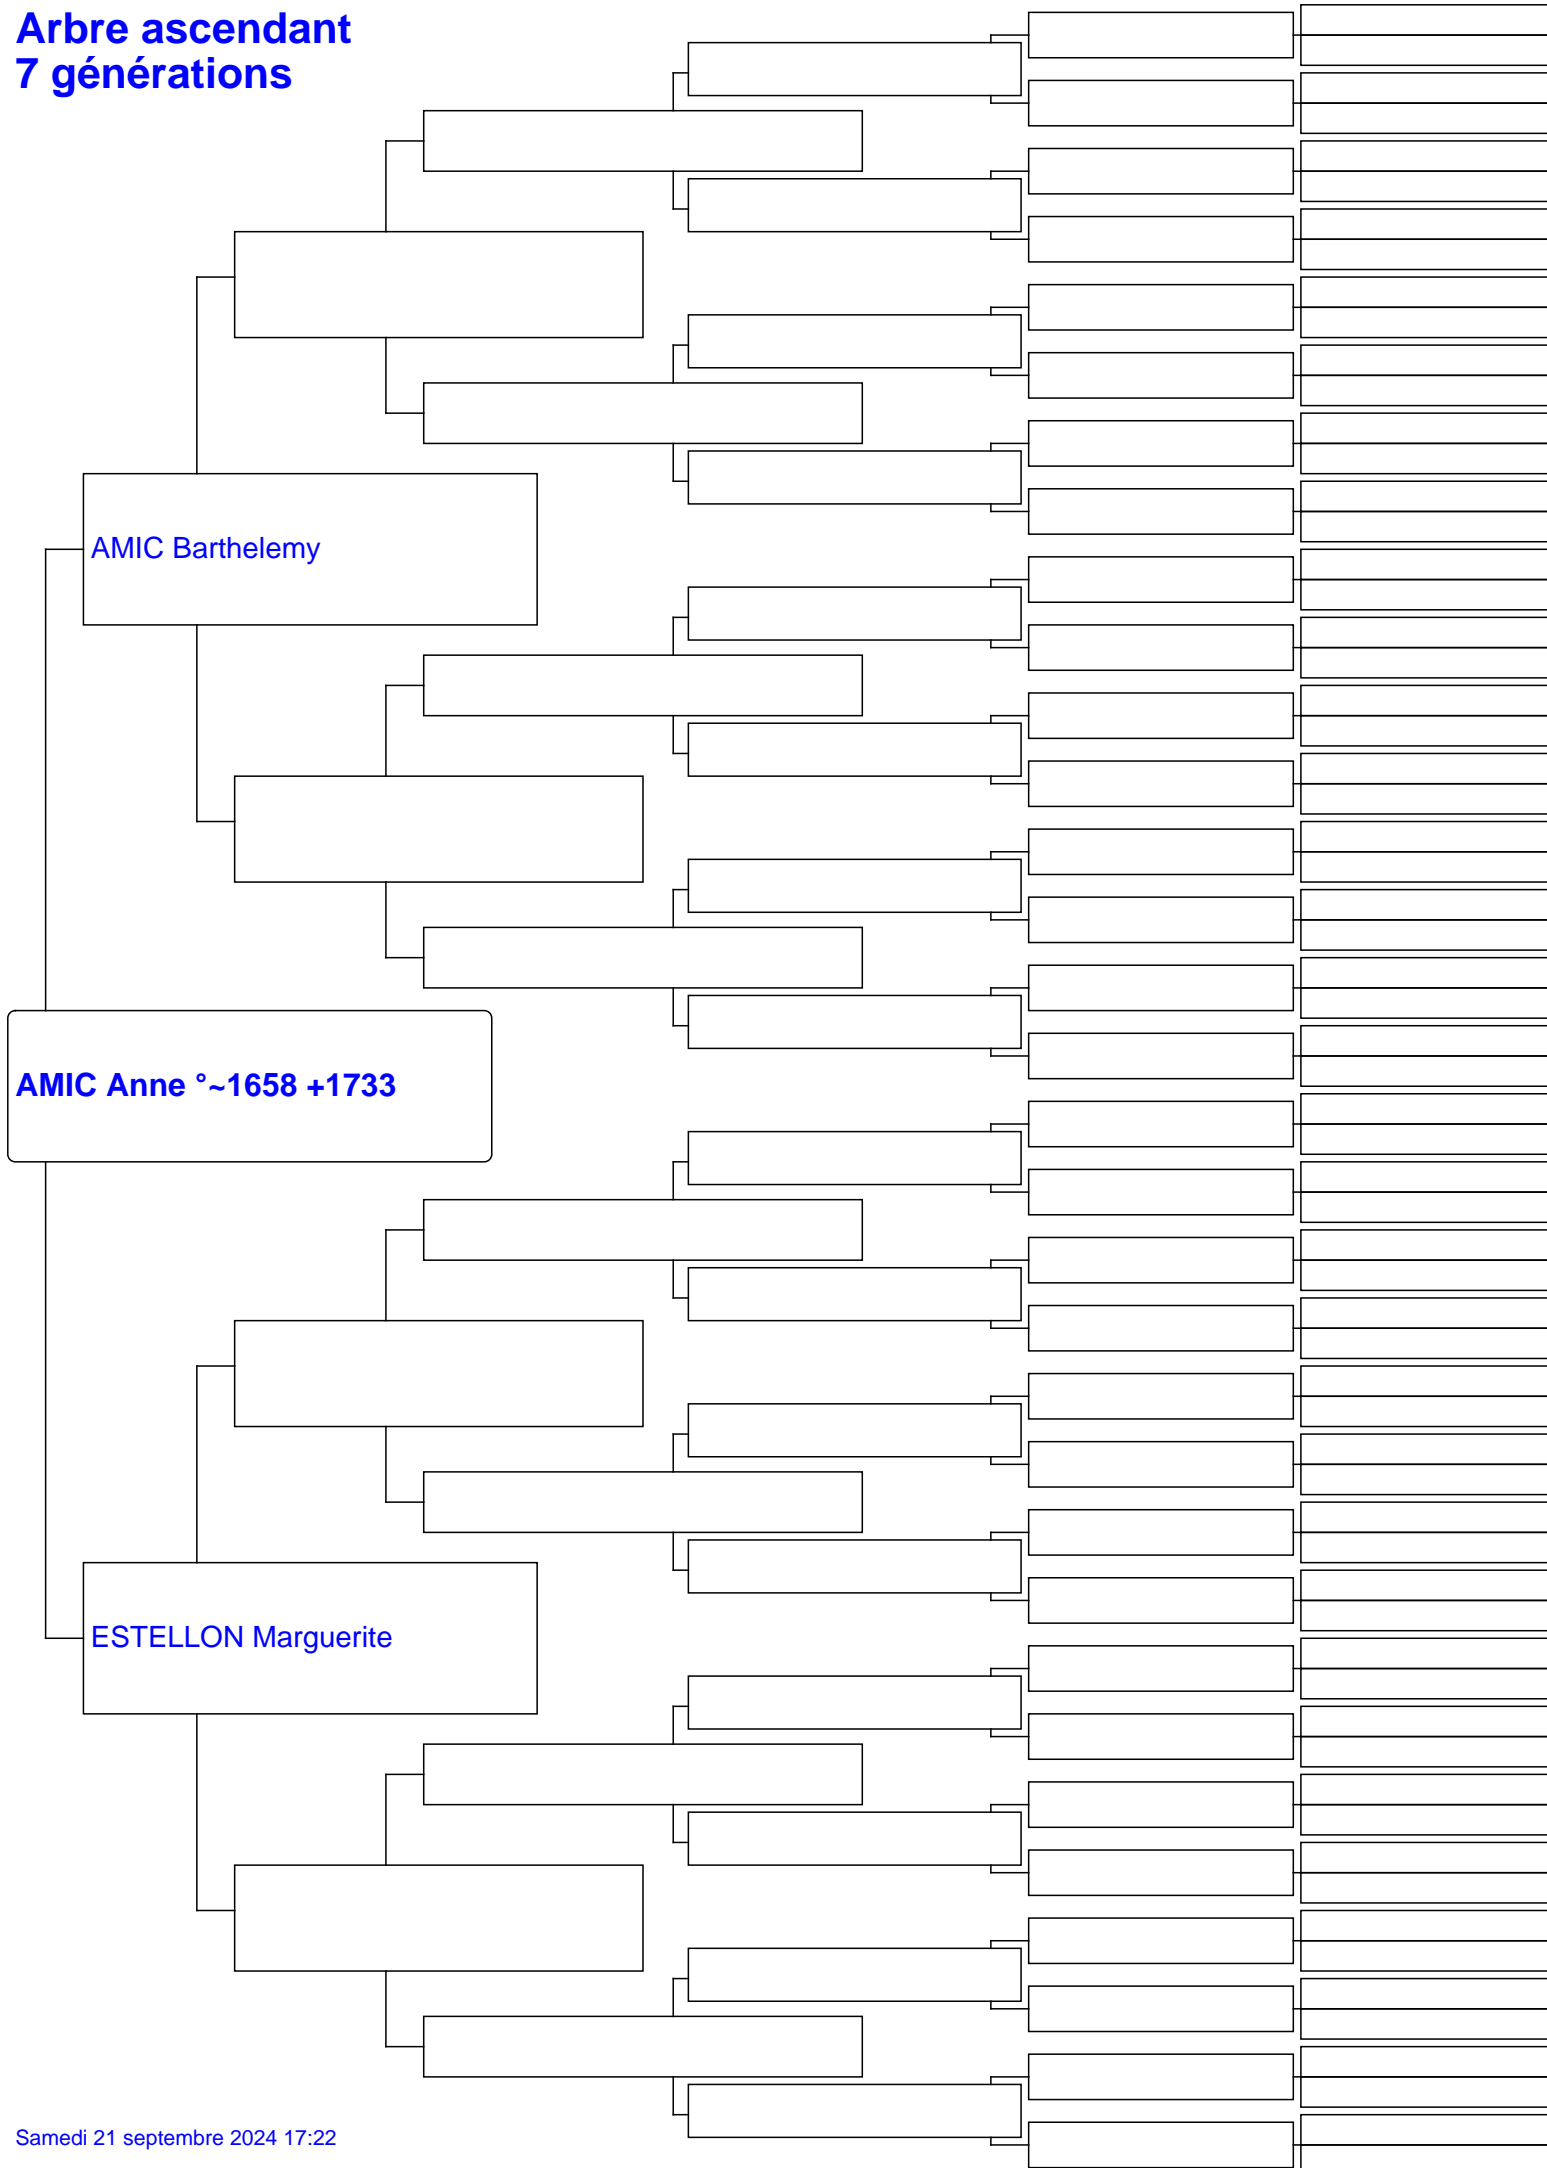 Arbre ascendant
7 générations
AMIC Barthelemy
AMIC Anne °~1658 +1733
ESTELLON Marguerite
Samedi 21 septembre 2024 17:22